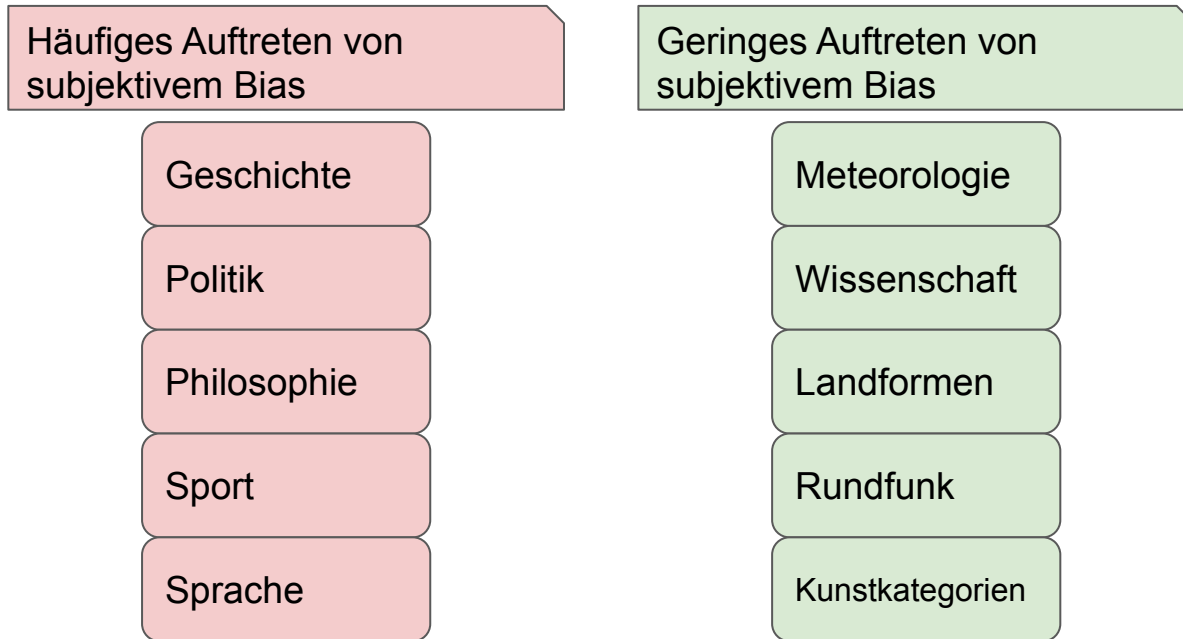 Häufiges Auftreten von
subjektivem Bias
Geschichte
Politik
Philosophie
Sport
Sprache
Geringes Auftreten von
subjektivem Bias
Meteorologie
Wissenschaft
Landformen
Rundfunk
Kunstkategorien